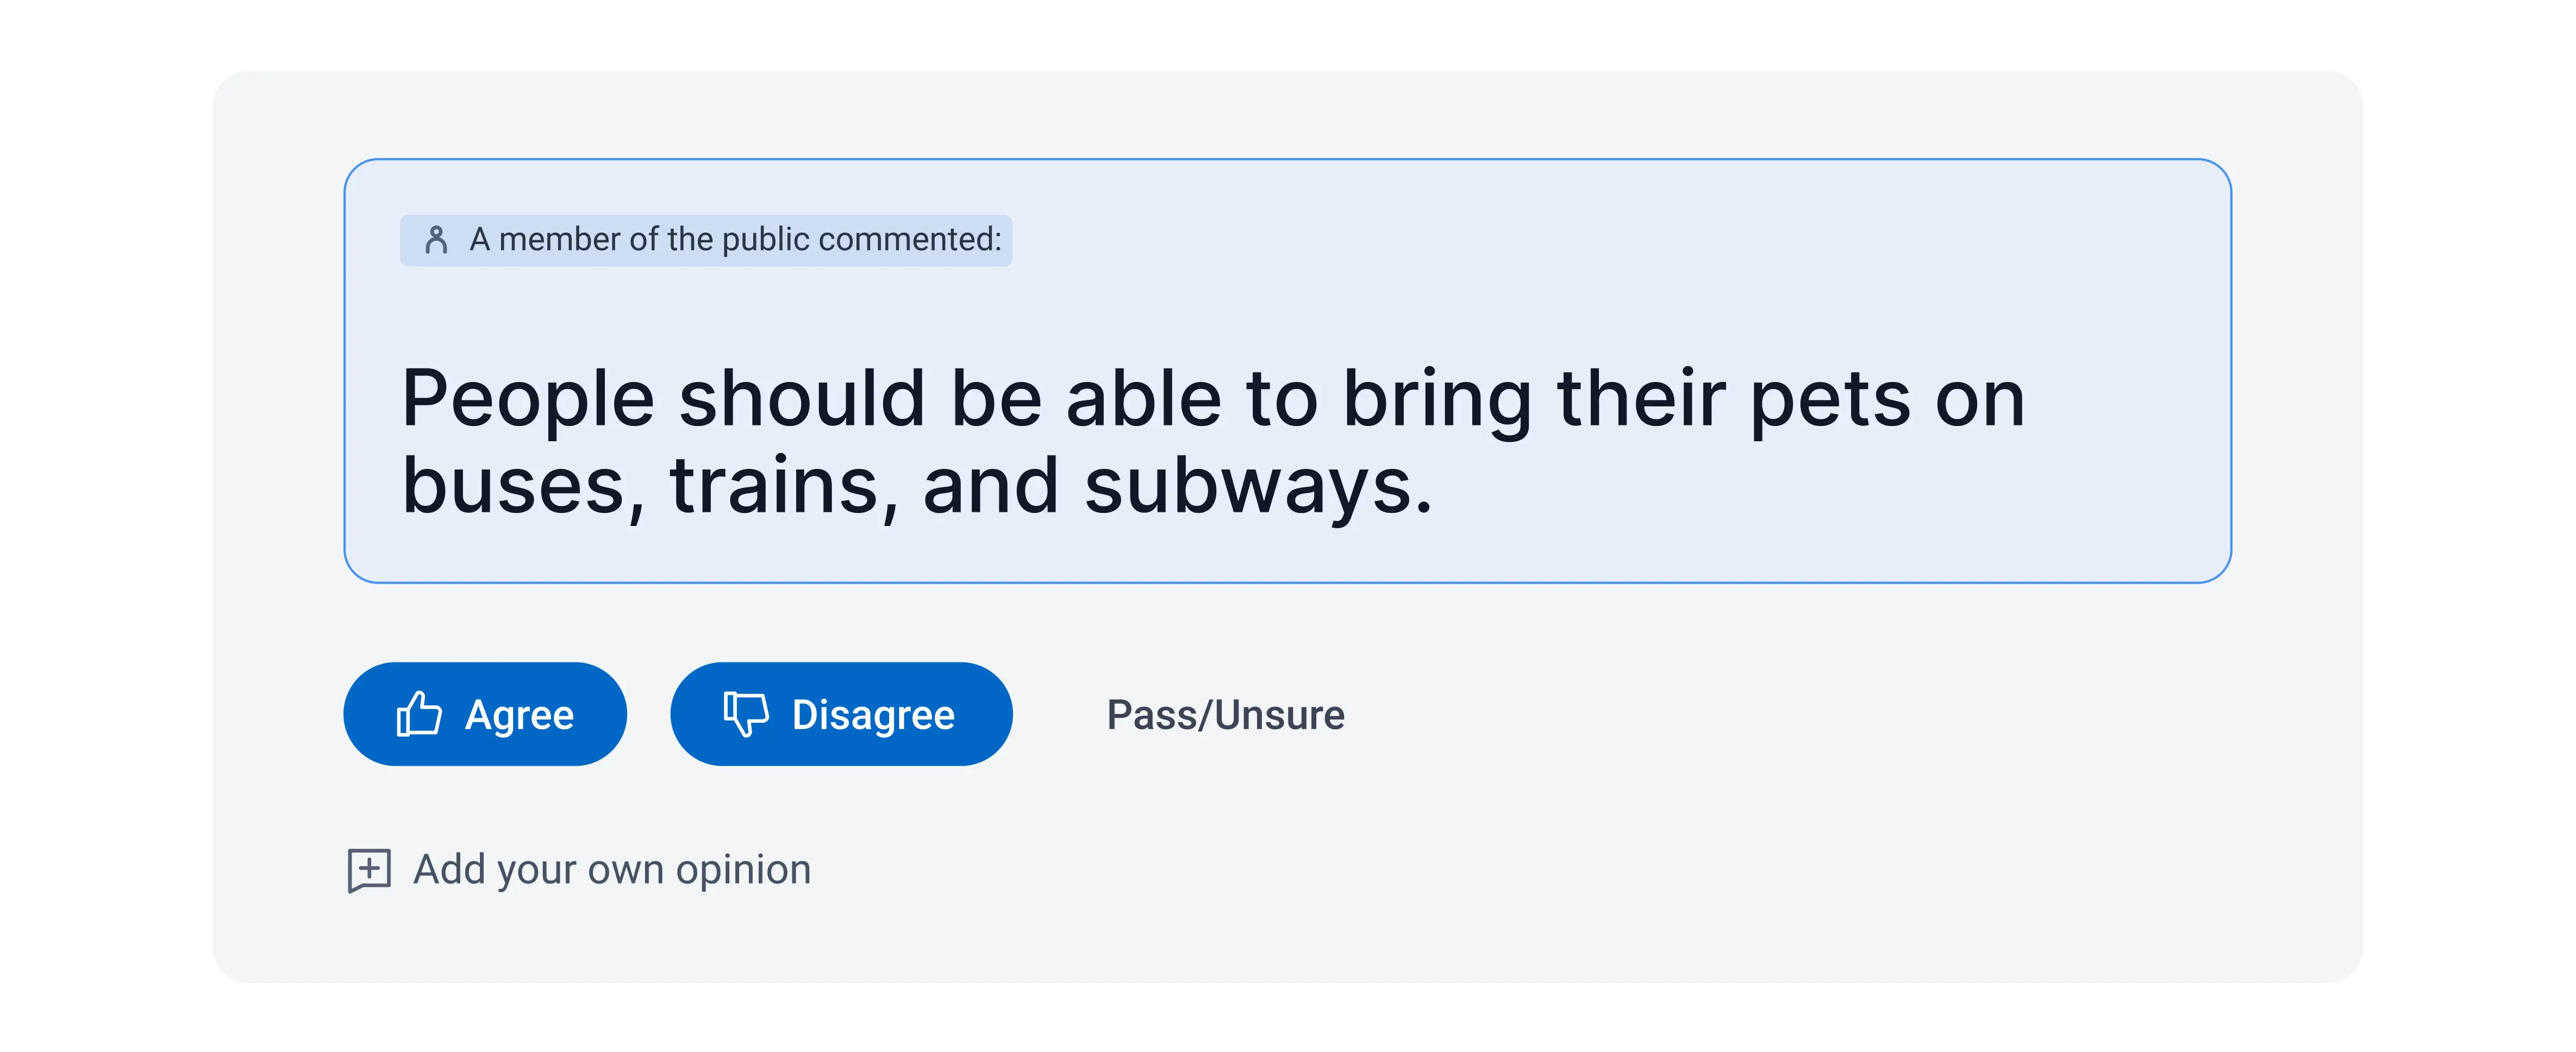 A member of the public commented:
People should be able to bring their pets on
buses, trains, and subways.
Agree
Disagree
Pass/Unsure
Add your own opinion